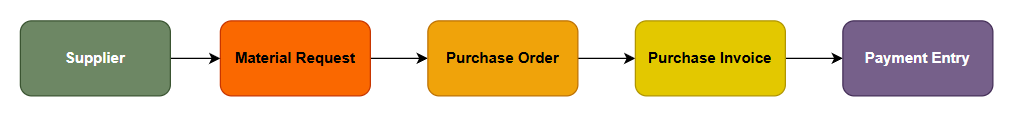 Supplier
Material Request
Purchase Order
Purchase Invoice
Payment Entry